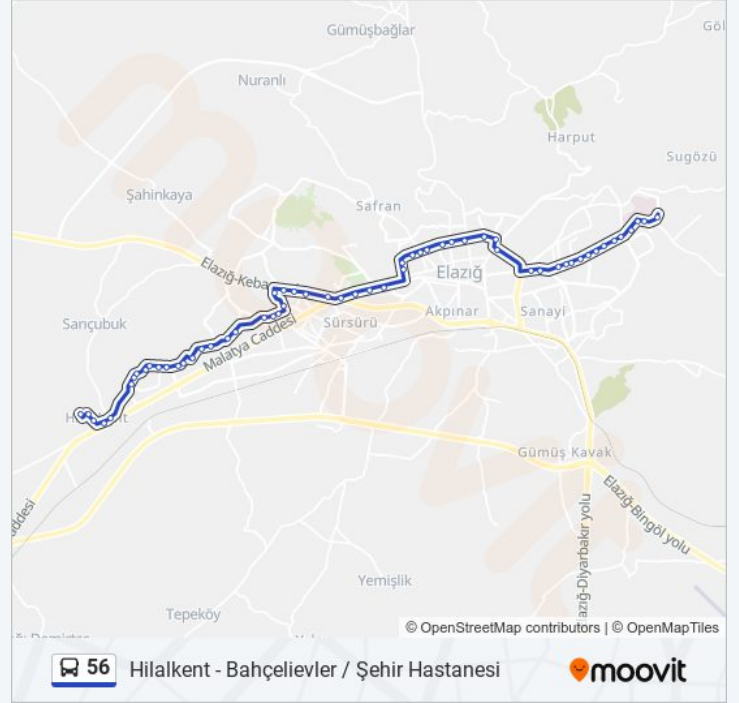 Gümüşbağlar
Göl
Nuranlı
Harput
Sugözü
Şahinkaya
Safran
Elazığ-Keba
Elazığ
Akpınar
Sanayi
Sarıçubuk
Sürsürü
Malatya Caddesi
H
t
Gümüş Kavak
Elazığ-Bingöl yolu
addesi
Elazığ-Diyarbakır yolu
Yemişlik
Tepeköy
© OpenStreetMap contributors | © OpenMapTiles
56 Hilalkent - Bahçelievler / Şehir Hastanesi
moovit